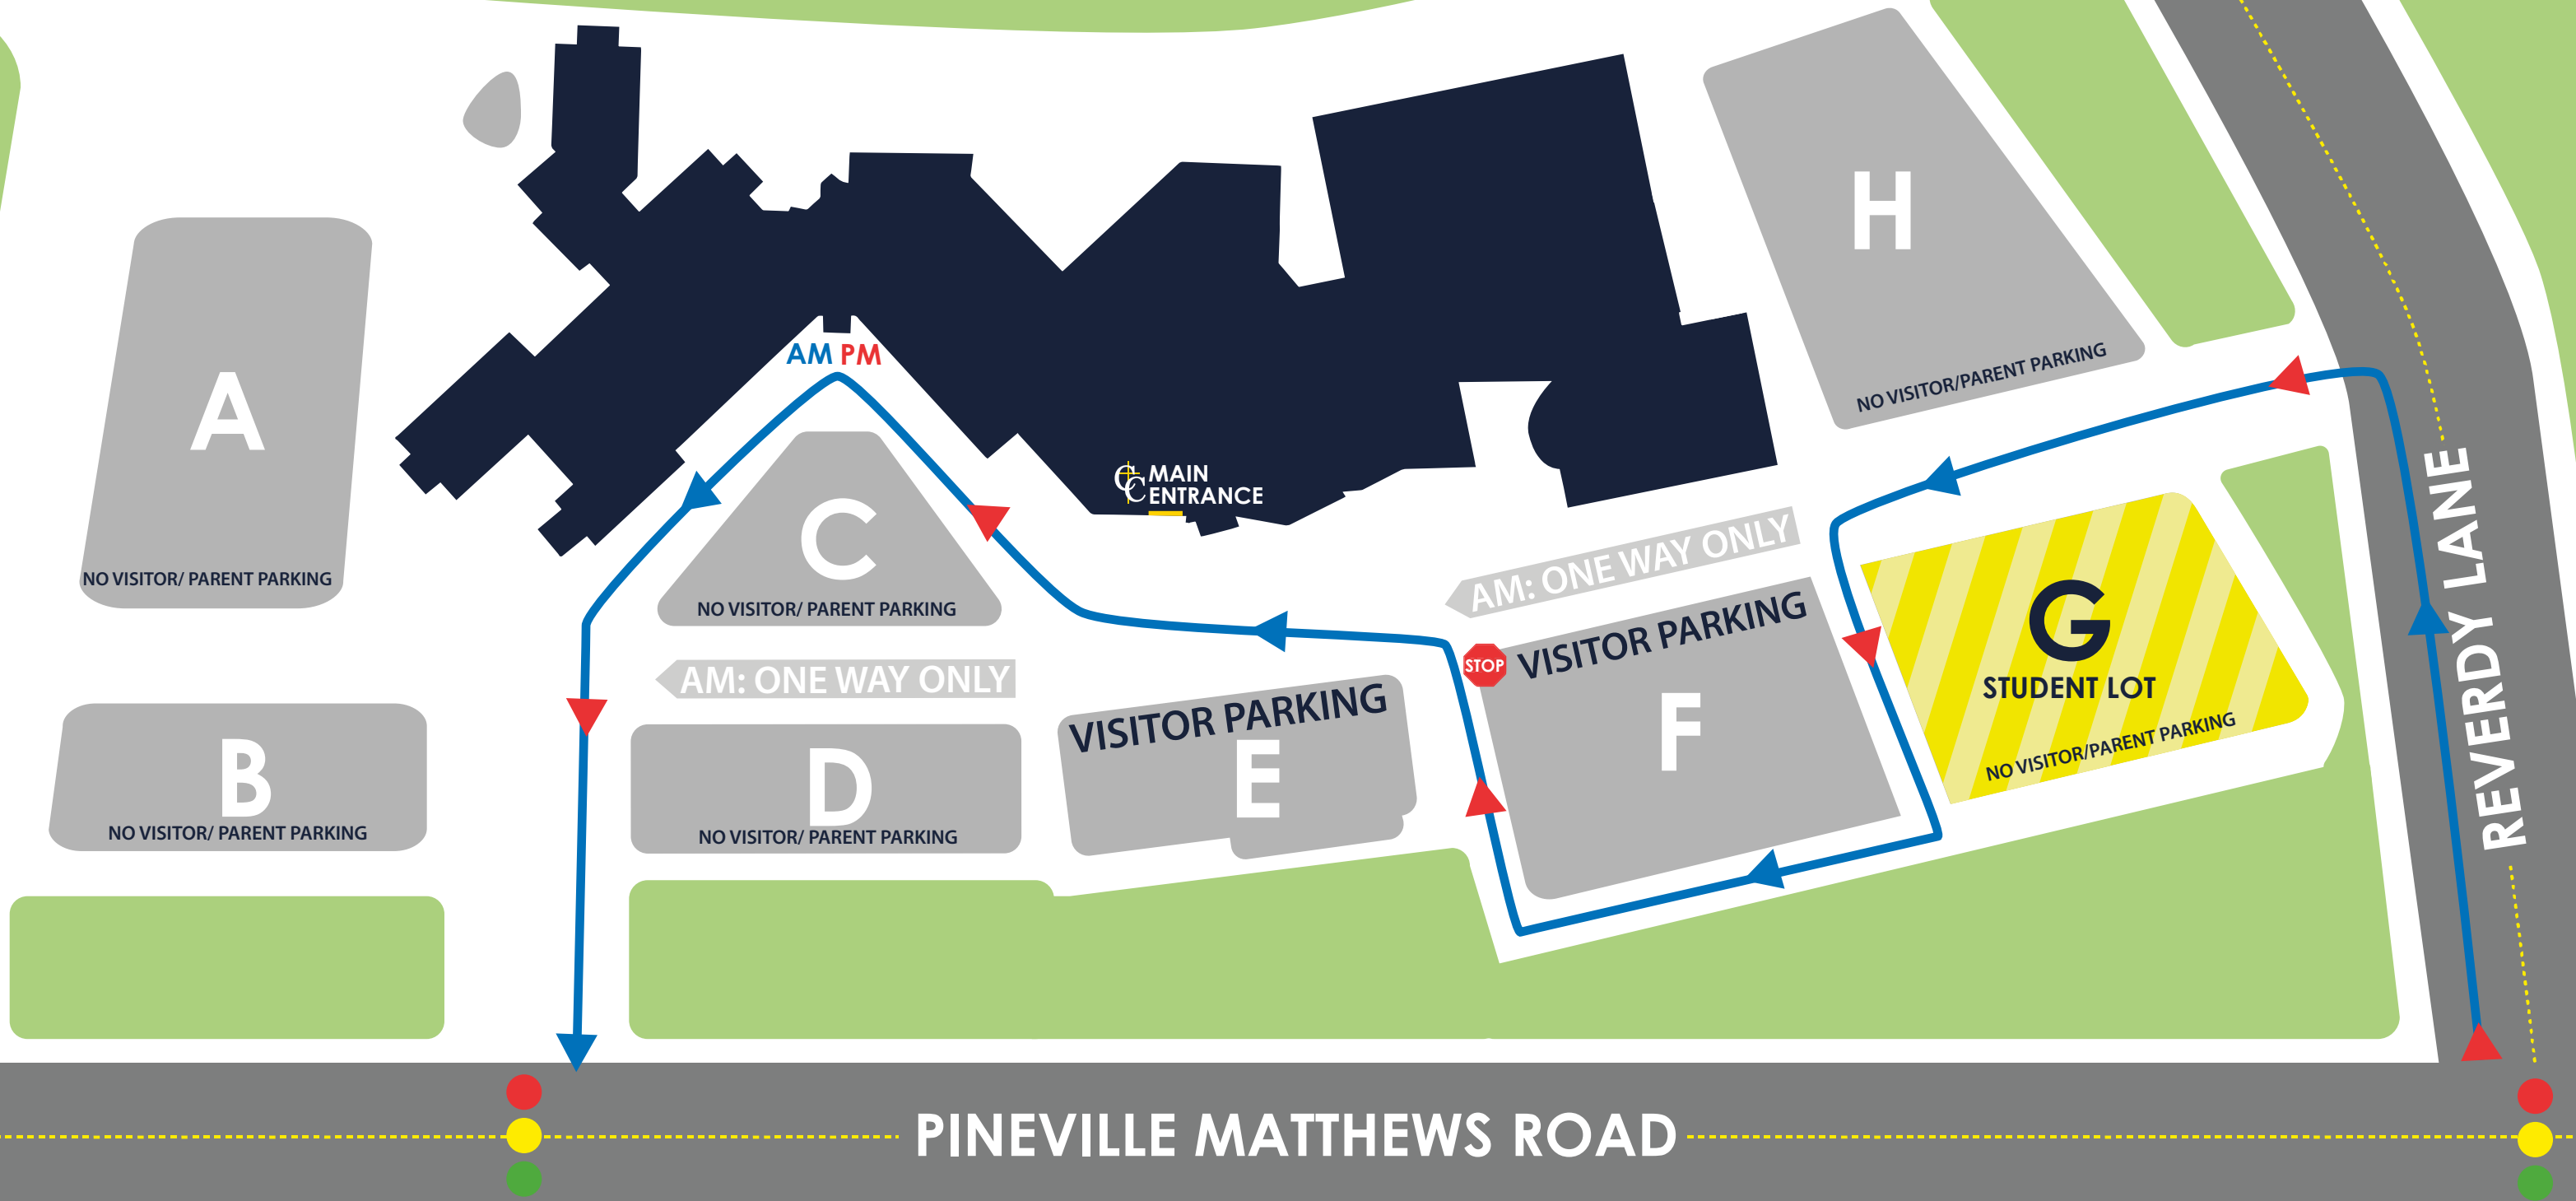 H
NO VISITOR/PARENT PARKING
A
NO VISITOR/ PARENT PARKING
AM PM
CC MAIN
ENTRANCE
C
NO VISITOR/ PARENT PARKING
AM: ONE WAY ONLY
AM: ONE WAY ONLY
STOP
VISITOR PARKING
F
G
STUDENT LOT
NO VISITOR/PARENT PARKING
REVERDY LANE
B
NO VISITOR/ PARENT PARKING
D
NO VISITOR/ PARENT PARKING
VISITOR PARKING
E
PINEVILLE MATTHEWS ROAD